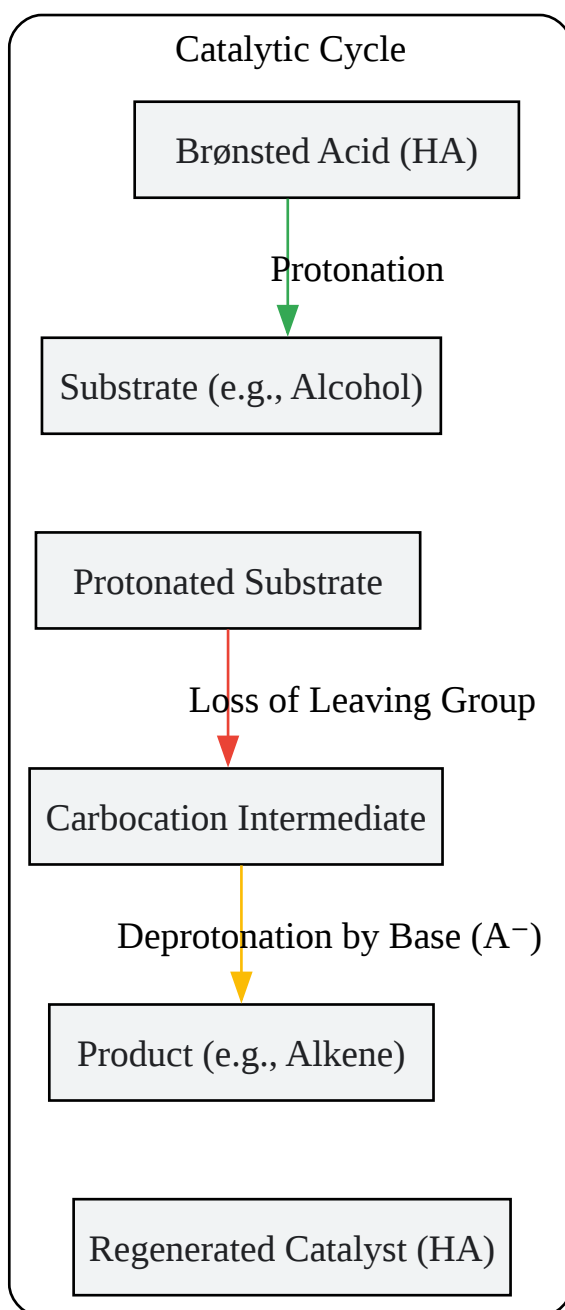 Catalytic Cycle
Brønsted Acid (HA)
Protonation
Substrate (e.g., Alcohol)
Protonated Substrate
Loss of Leaving Group
Carbocation Intermediate
Deprotonation by Base (A⁻)
Product (e.g., Alkene)
Regenerated Catalyst (HA)